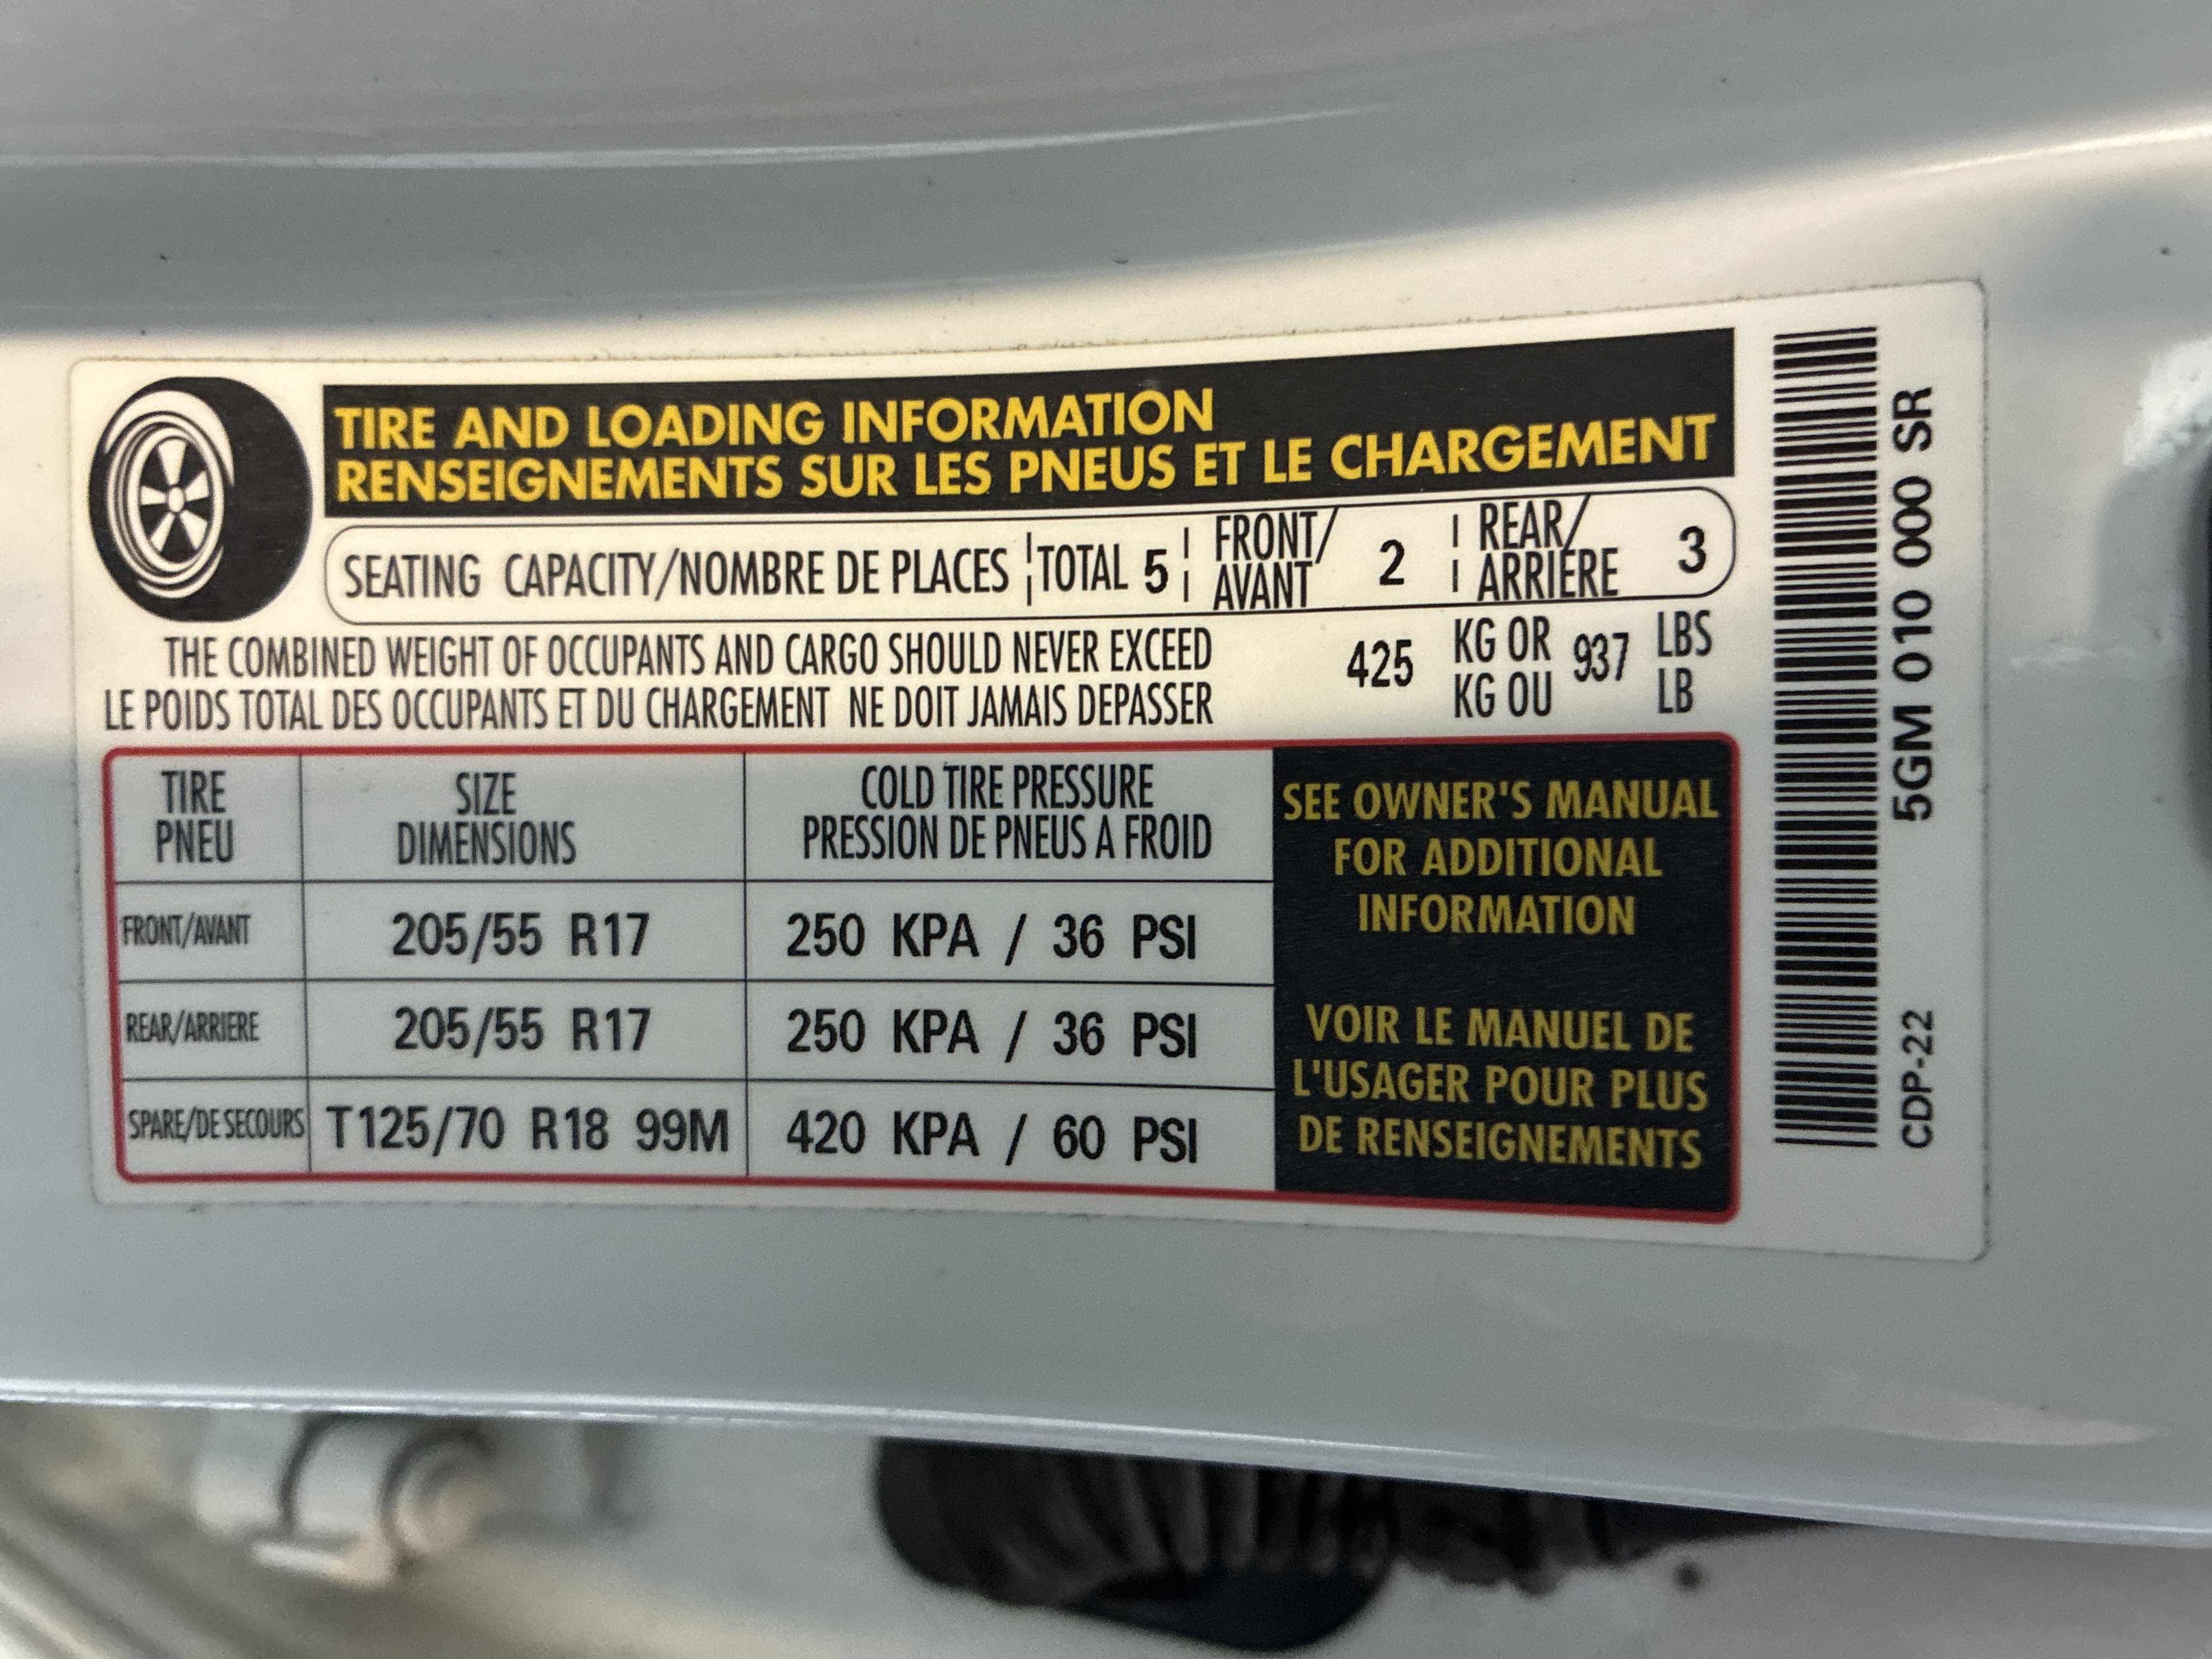 TIRE AND LOADING INFORMATION
RENSEIGNEMENTS SUR LES PNEUS ET LE CHARGEMENT
SEATING CAPACITY/NOMBRE DE PLACES TOTAL 5 FRONT/AVANT 2 REAR/ARRIÈRE 3
THE COMBINED WEIGHT OF OCCUPANTS AND CARGO SHOULD NEVER EXCEED 425 KG OR 937 LBS
LE POIDS TOTAL DES OCCUPANTS ET DU CHARGEMENT NE DOIT JAMAIS DEPASSER KG OU LB
TIRE SIZE COLD TIRE PRESSURE
PNEU DIMENSIONS PRESSION DE PNEUS A FROID
FRONT/AVANT 205/55 R17 250 KPA / 36 PSI
REAR/ARRIERE 205/55 R17 250 KPA / 36 PSI
SPARE/DE SECOURS T125/70 R18 99M 420 KPA / 60 PSI
SEE OWNER'S MANUAL
FOR ADDITIONAL
INFORMATION
VOIR LE MANUEL DE
L'USAGER POUR PLUS
DE RENSEIGNEMENTS
5GM 010 000 SR
CDP-22